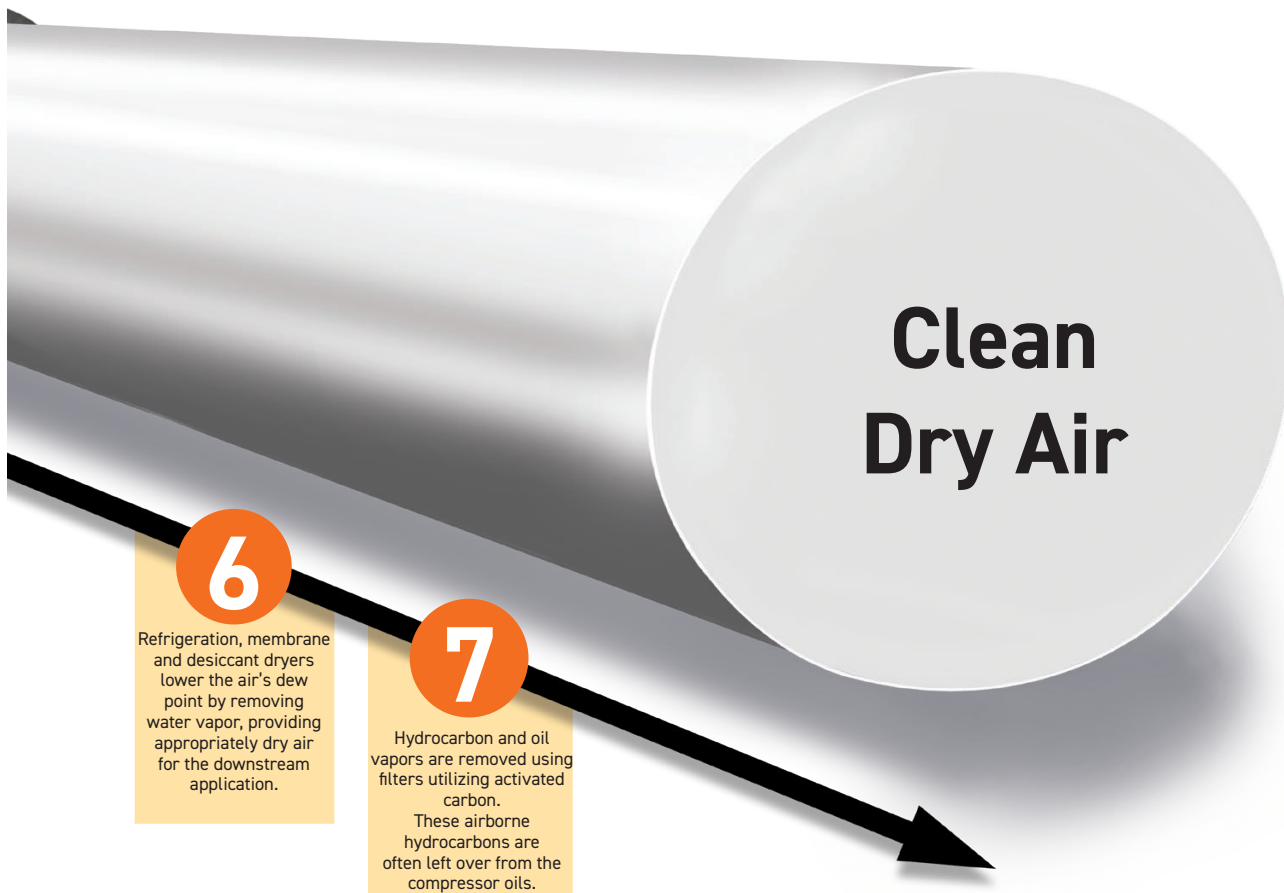 Clean
Dry Air
6
Refrigeration, membrane
and desiccant dryers
lower the air’s dew
point by removing
water vapor, providing
appropriately dry air
for the downstream
application.
7
Hydrocarbon and oil
vapors are removed using
filters utilizing activated
carbon.
These airborne
hydrocarbons are
often left over from the
compressor oils.